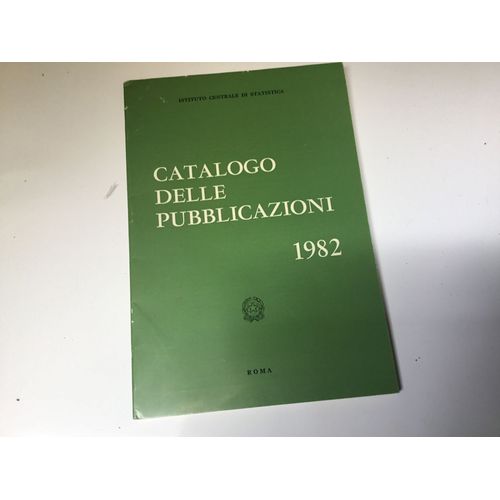 ISTITUTO CENTRALE DI STATISTICA
CATALOGO
DELLE
PUBBLICAZIONI
1982
ROMA